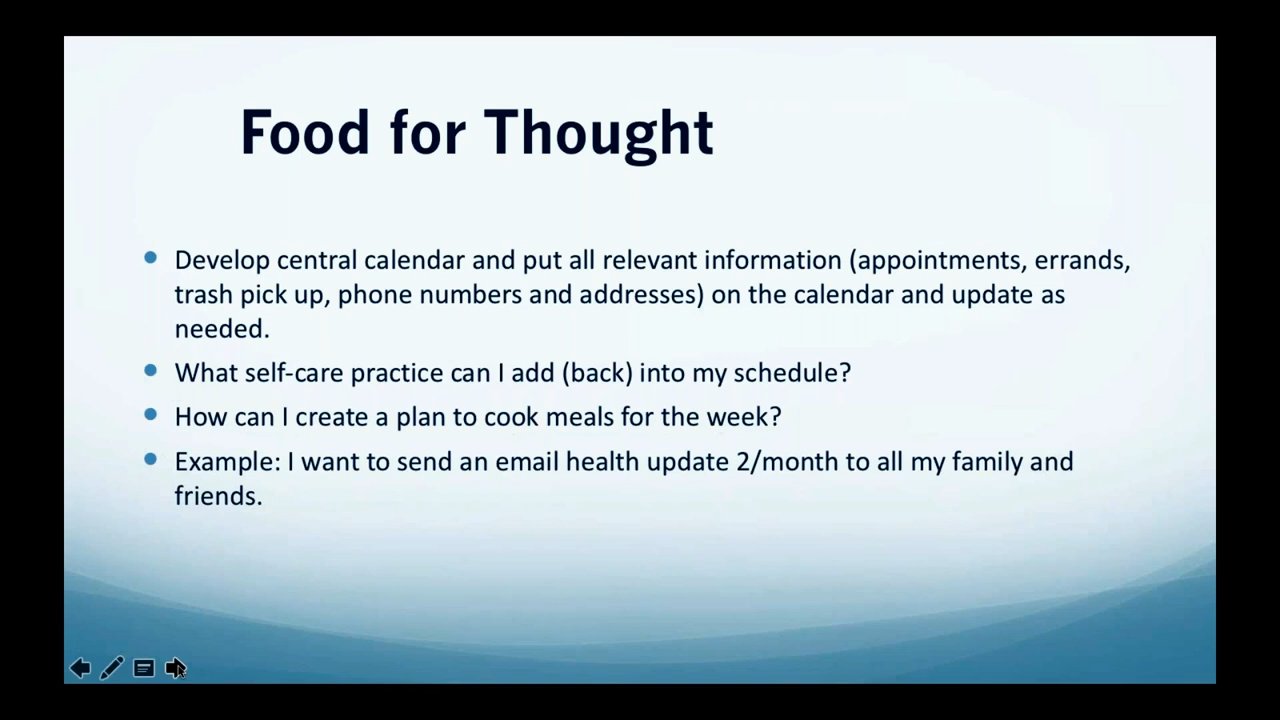 Food for Thought
Develop central calendar and put all relevant information (appointments, errands,
trash pick up, phone numbers and addresses) on the calendar and update as
needed.
What self-care practice can I add (back) into my schedule?
How can I create a plan to cook meals for the week?
Example: I want to send an email health update 2/month to all my family and
friends.